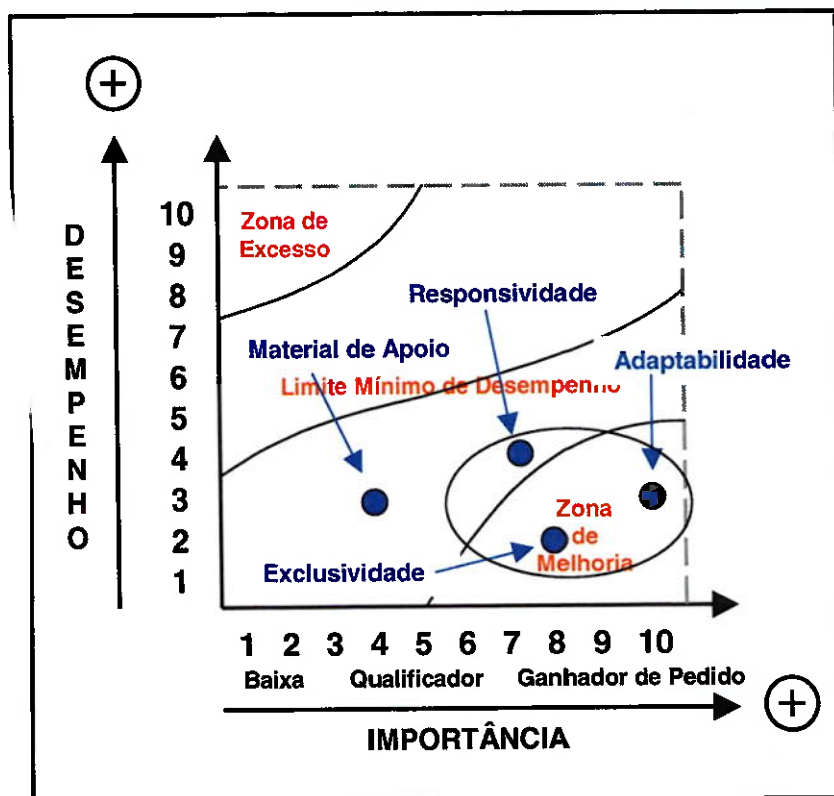 +
DESEMPENHO
10
9
8
7
6
5
4
3
2
1
Zona de
Excesso
Responsividade
Material de Apoio
Adaptabilidade
Limite Mínimo de Desempenho
Zona
de
Melhoria
Exclusividade
1 2 3 4 5 6 7 8 9 10
Baixa Qualificador Ganhador de Pedido
+
IMPORTÂNCIA